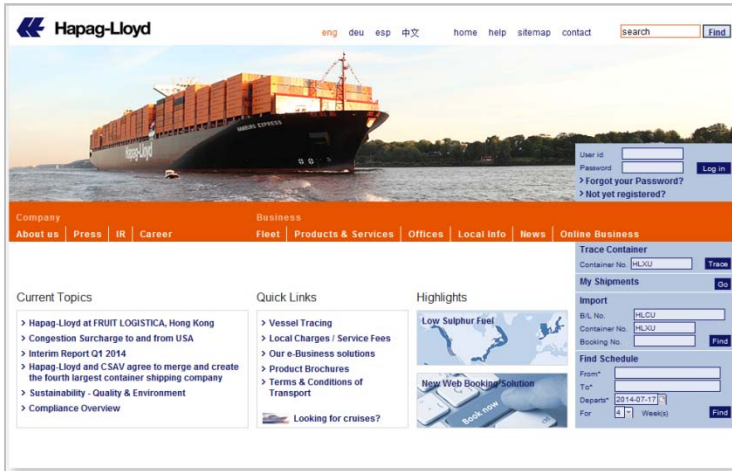 Hapag-Lloyd
eng deu esp 中文 home help sitemap contact search Find
HAMBURG EXPRESS
Hapag-Lloyd
User id
Password Log in
> Forgot your Password?
> Not yet registered?
Company
About us Press IR Career
Business
Fleet Products & Services Offices Local Info News Online Business
Trace Container
Container No. HLXU Trace
My Shipments Go
Import
B/L No. HLCU
Container No. HLXU
Booking No. Find
Find Schedule
From*
To*
Departs* 2014-07-17
For 4 Week(s) Find
Current Topics
> Hapag-Lloyd at FRUIT LOGISTICA, Hong Kong
> Congestion Surcharge to and from USA
> Interim Report Q1 2014
> Hapag-Lloyd and CSAV agree to merge and create
the fourth largest container shipping company
> Sustainability - Quality & Environment
> Compliance Overview
Quick Links
> Vessel Tracing
> Local Charges / Service Fees
> Our e-Business solutions
> Product Brochures
> Terms & Conditions of
Transport
Looking for cruises?
Highlights
Low Sulphur Fuel
New Web Booking Solution
Book now